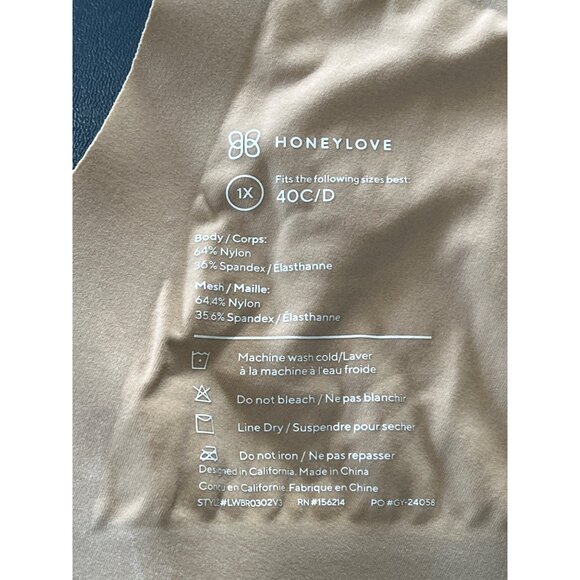 HONEYLOVE
1X
Fits the following sizes best:
40C/D
Body / Corps:
64% Nylon
36% Spandex / Élasthanne
Mesh / Maille:
64.4% Nylon
35.6% Spandex / Élasthanne
Machine wash cold/Laver
à la machine à l'eau froide
Do not bleach / Ne pas blanchir
Line Dry / Suspendre pour secher
Do not iron / Ne pas repasser
Designed in California, Made in China
Conçu en Californie Fabrique en Chine
STYLE#LWBR0302V3 RN #156214 PO #GY-24058